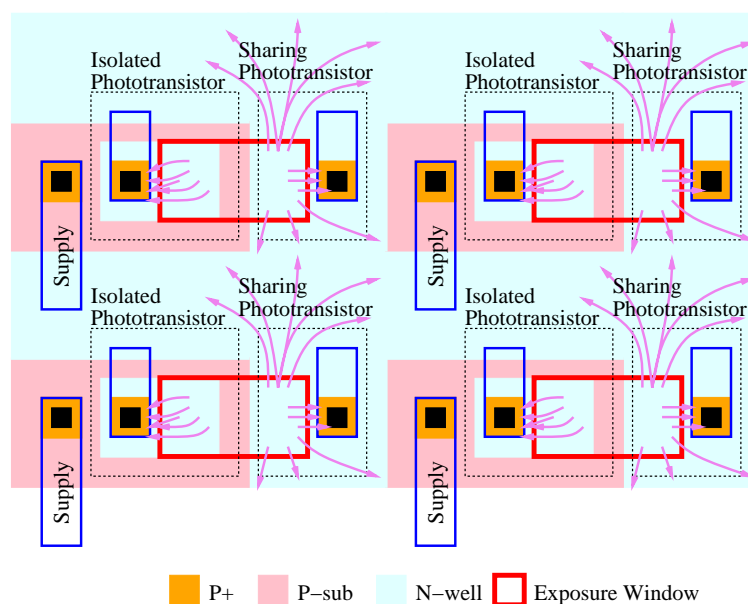 Isolated
Phototransistor
Sharing
Phototransistor
Isolated
Phototransistor
Sharing
Phototransistor
Supply
Supply
Isolated
Phototransistor
Sharing
Phototransistor
Isolated
Phototransistor
Sharing
Phototransistor
Supply
Supply
P+
P−sub
N−well
Exposure Window